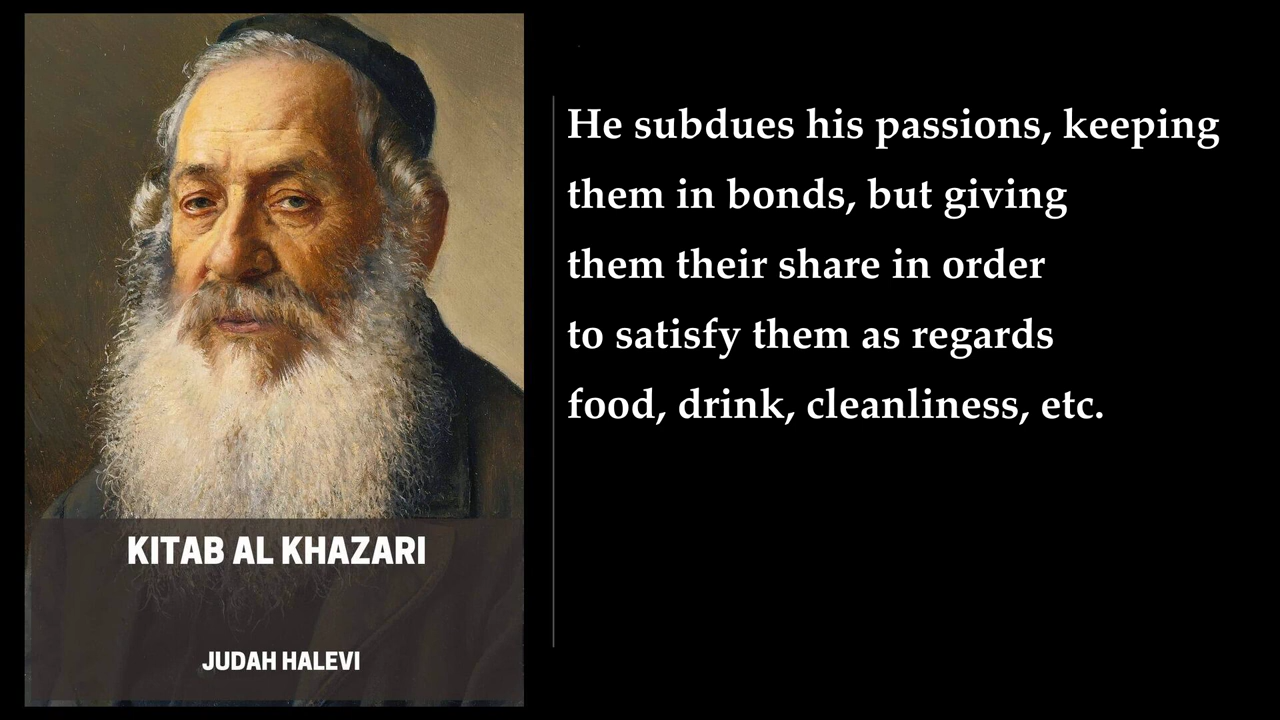 KITAB AL KHAZARI
JUDAH HALEVI
He subdues his passions, keeping
them in bonds, but giving
them their share in order
to satisfy them as regards
food, drink, cleanliness, etc.